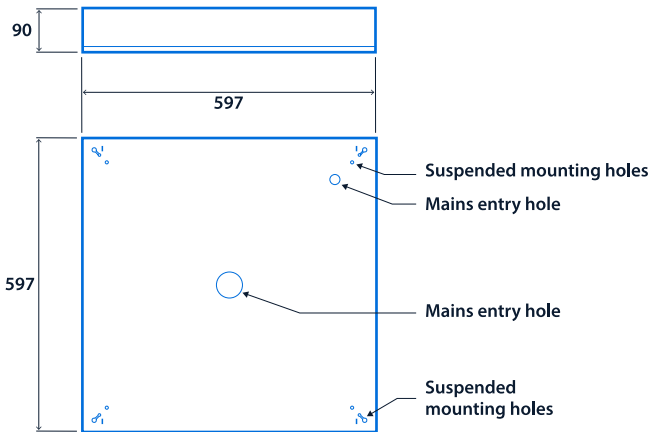 90
597
Suspended mounting holes
Mains entry hole
597
Mains entry hole
Suspended
mounting holes